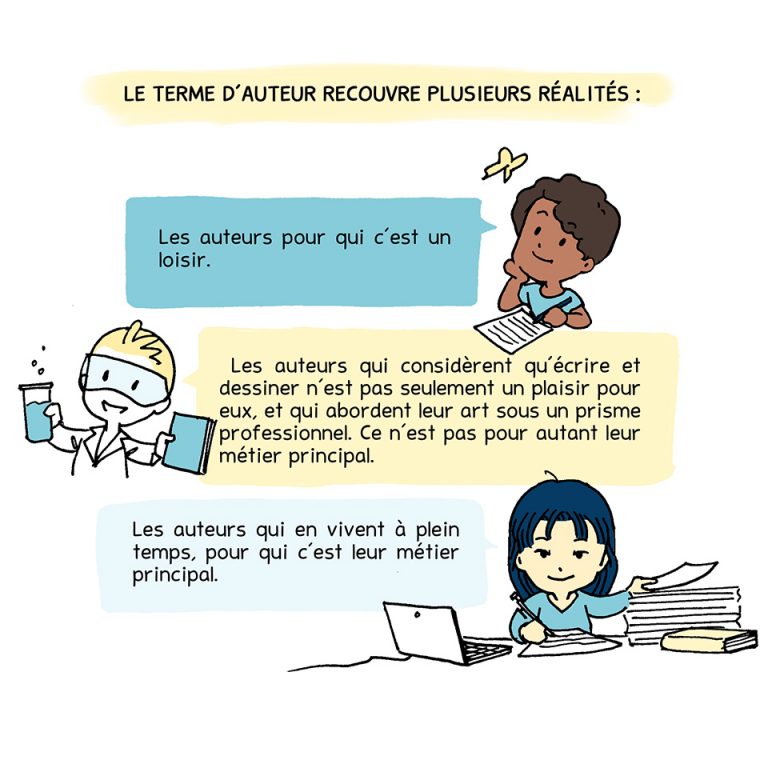 LE TERME D'AUTEUR RECOUVRE PLUSIEURS RÉALITÉS :
Les auteurs pour qui c'est un
loisir.
Les auteurs qui considèrent qu'écrire et
dessiner n'est pas seulement un plaisir pour
eux, et qui abordent leur art sous un prisme
professionnel. Ce n'est pas pour autant leur
métier principal.
Les auteurs qui en vivent à plein
temps, pour qui c'est leur métier
principal.